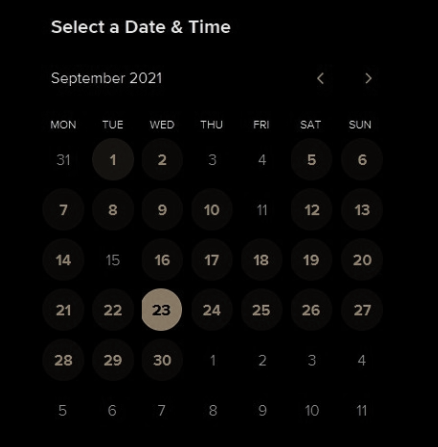 Select a Date & Time
September 2021
MON TUE WED THU FRI SAT SUN
31 1 2 3 4 5 6
7 8 9 10 11 12 13
14 15 16 17 18 19 20
21 22 23 24 25 26 27
28 29 30 1 2 3 4
5 6 7 8 9 10 11